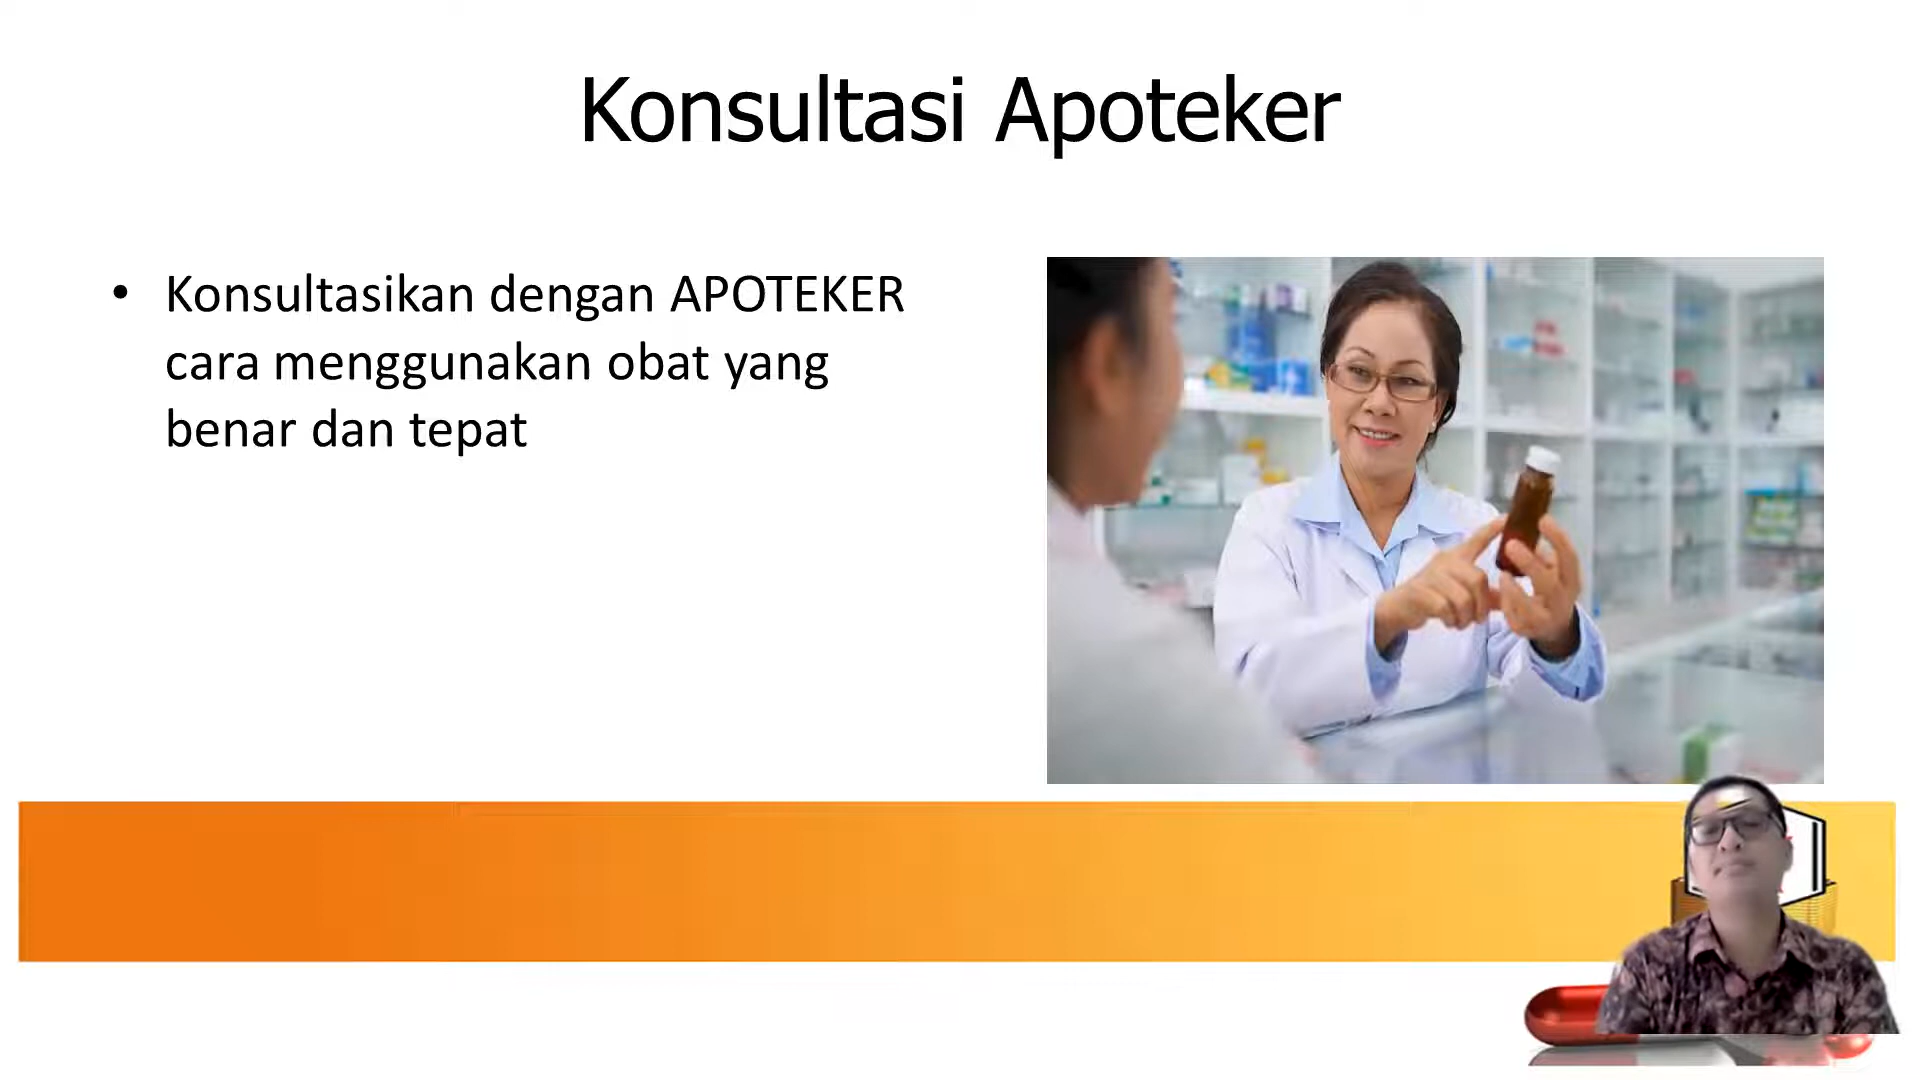 Konsultasi Apoteker
• Konsultasikan dengan APOTEKER
cara menggunakan obat yang
benar dan tepat